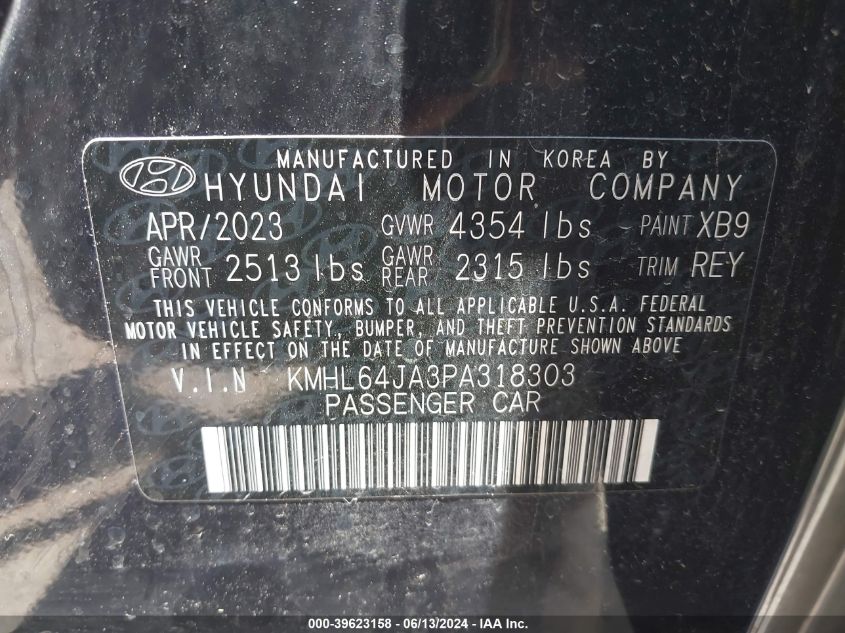 MANUFACTURED IN KOREA BY
HYUNDAI MOTOR COMPANY
APR/2023 GVWR 4354 lbs PAINT XB9
GAWR FRONT 2513 lbs GAWR REAR 2315 lbs TRIM REY
THIS VEHICLE CONFORMS TO ALL APPLICABLE U.S.A. FEDERAL
MOTOR VEHICLE SAFETY, BUMPER, AND THEFT PREVENTION STANDARDS
IN EFFECT ON THE DATE OF MANUFACTURE SHOWN ABOVE
V.I.N KMHL64JA3PA318303
PASSENGER CAR
000-39623158 - 06/13/2024 - IAAI.COM